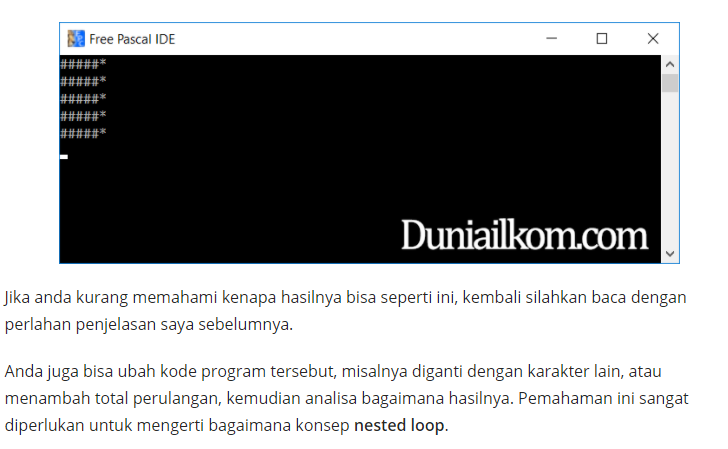 Free Pascal IDE
#####*
#####*
#####*
#####*
#####*
Duniailkom.com
Jika anda kurang memahami kenapa hasilnya bisa seperti ini, kembali silahkan baca dengan
perlahan penjelasan saya sebelumnya.
Anda juga bisa ubah kode program tersebut, misalnya diganti dengan karakter lain, atau
menambah total perulangan, kemudian analisa bagaimana hasilnya. Pemahaman ini sangat
diperlukan untuk mengerti bagaimana konsep nested loop.